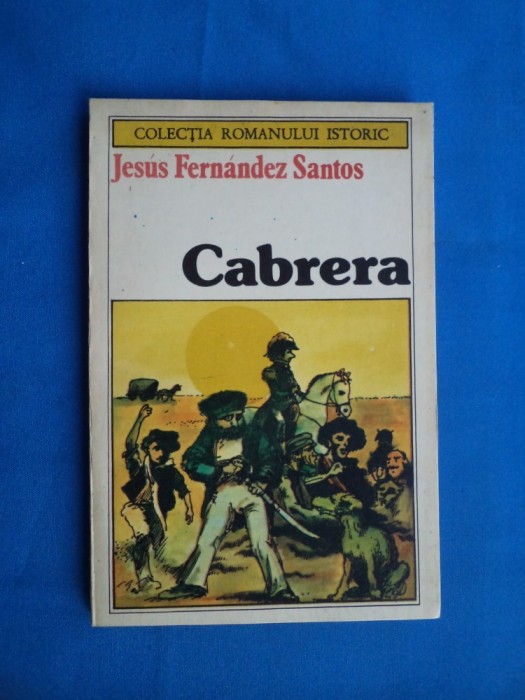 COLECȚIA ROMANULUI ISTORIC
Jesús Fernández Santos
Cabrera